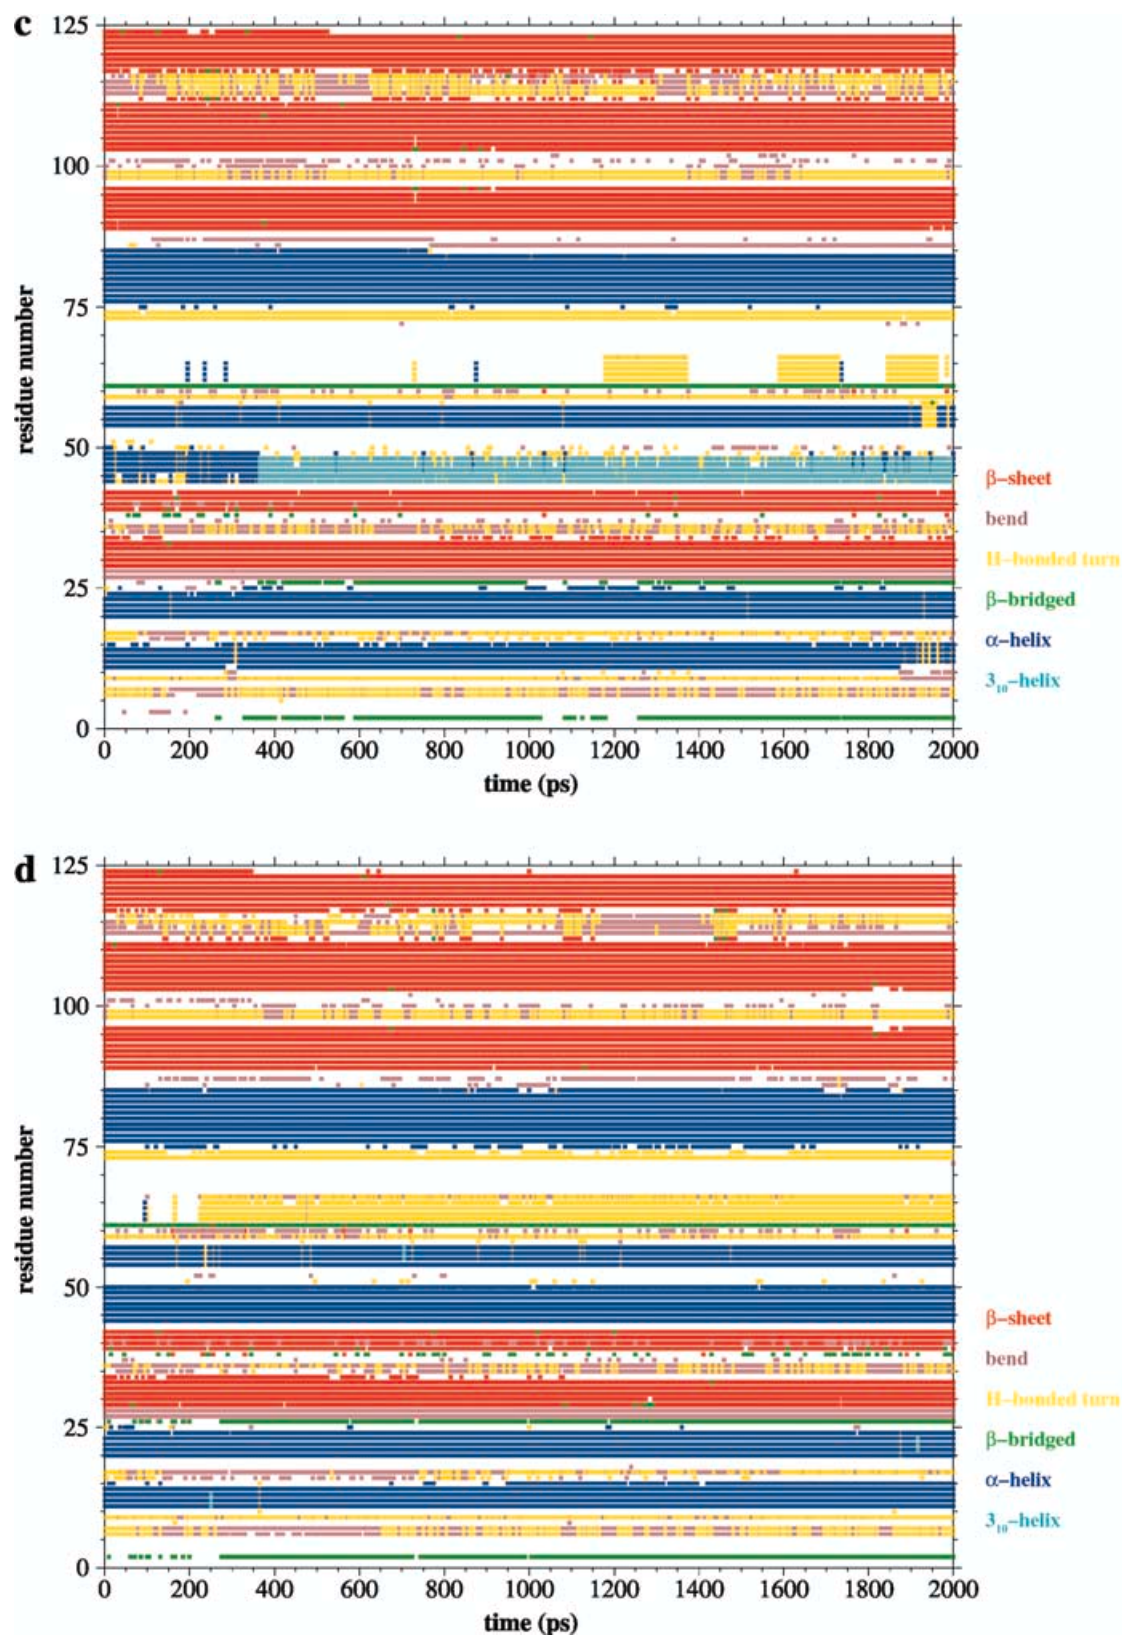 c
125
100
75
50
25
0
residue number
0 200 400 600 800 1000 1200 1400 1600 1800 2000
time (ps)
β-sheet
bend
H-bonded turn
β-bridged
α-helix
3₁₀-helix
d
125
100
75
50
25
0
residue number
0 200 400 600 800 1000 1200 1400 1600 1800 2000
time (ps)
β-sheet
bend
H-bonded turn
β-bridged
α-helix
3₁₀-helix